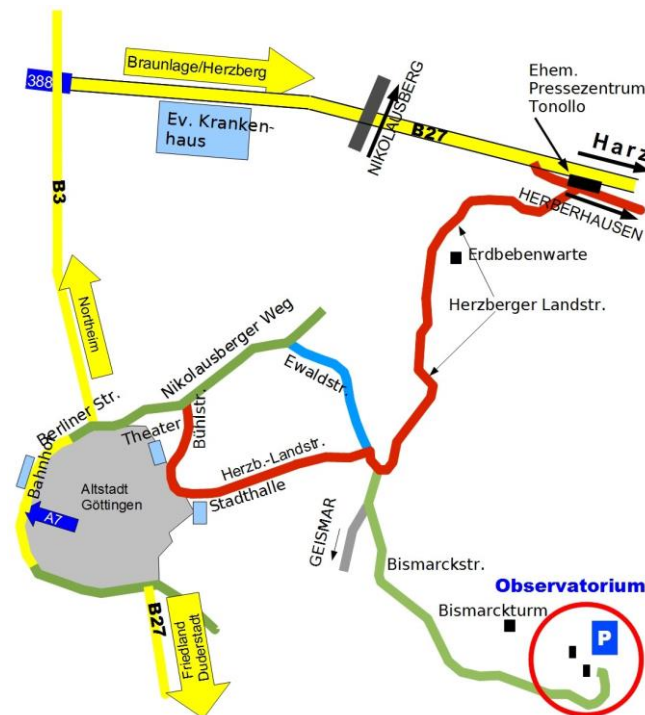 Braunlage/Herzberg
388
Ev. Kranken-
haus
NIKOLAUSBERG
B27
Ehem.
Pressezentrum
Tonollo
Harz
HERBERHAUSEN
B3
Erdbebenwarte
Herzberger Landstr.
Northeim
Nikolausberger Weg
Ewaldstr.
Berliner Str.
Theater
Bühlstr.
Bahnhof
Herzb.-Landstr.
Stadthalle
Altstadt
Göttingen
A7
GEISMAR
Bismarckstr.
Observatorium
Bismarckturm
P
B27
Friedland
Duderstadt